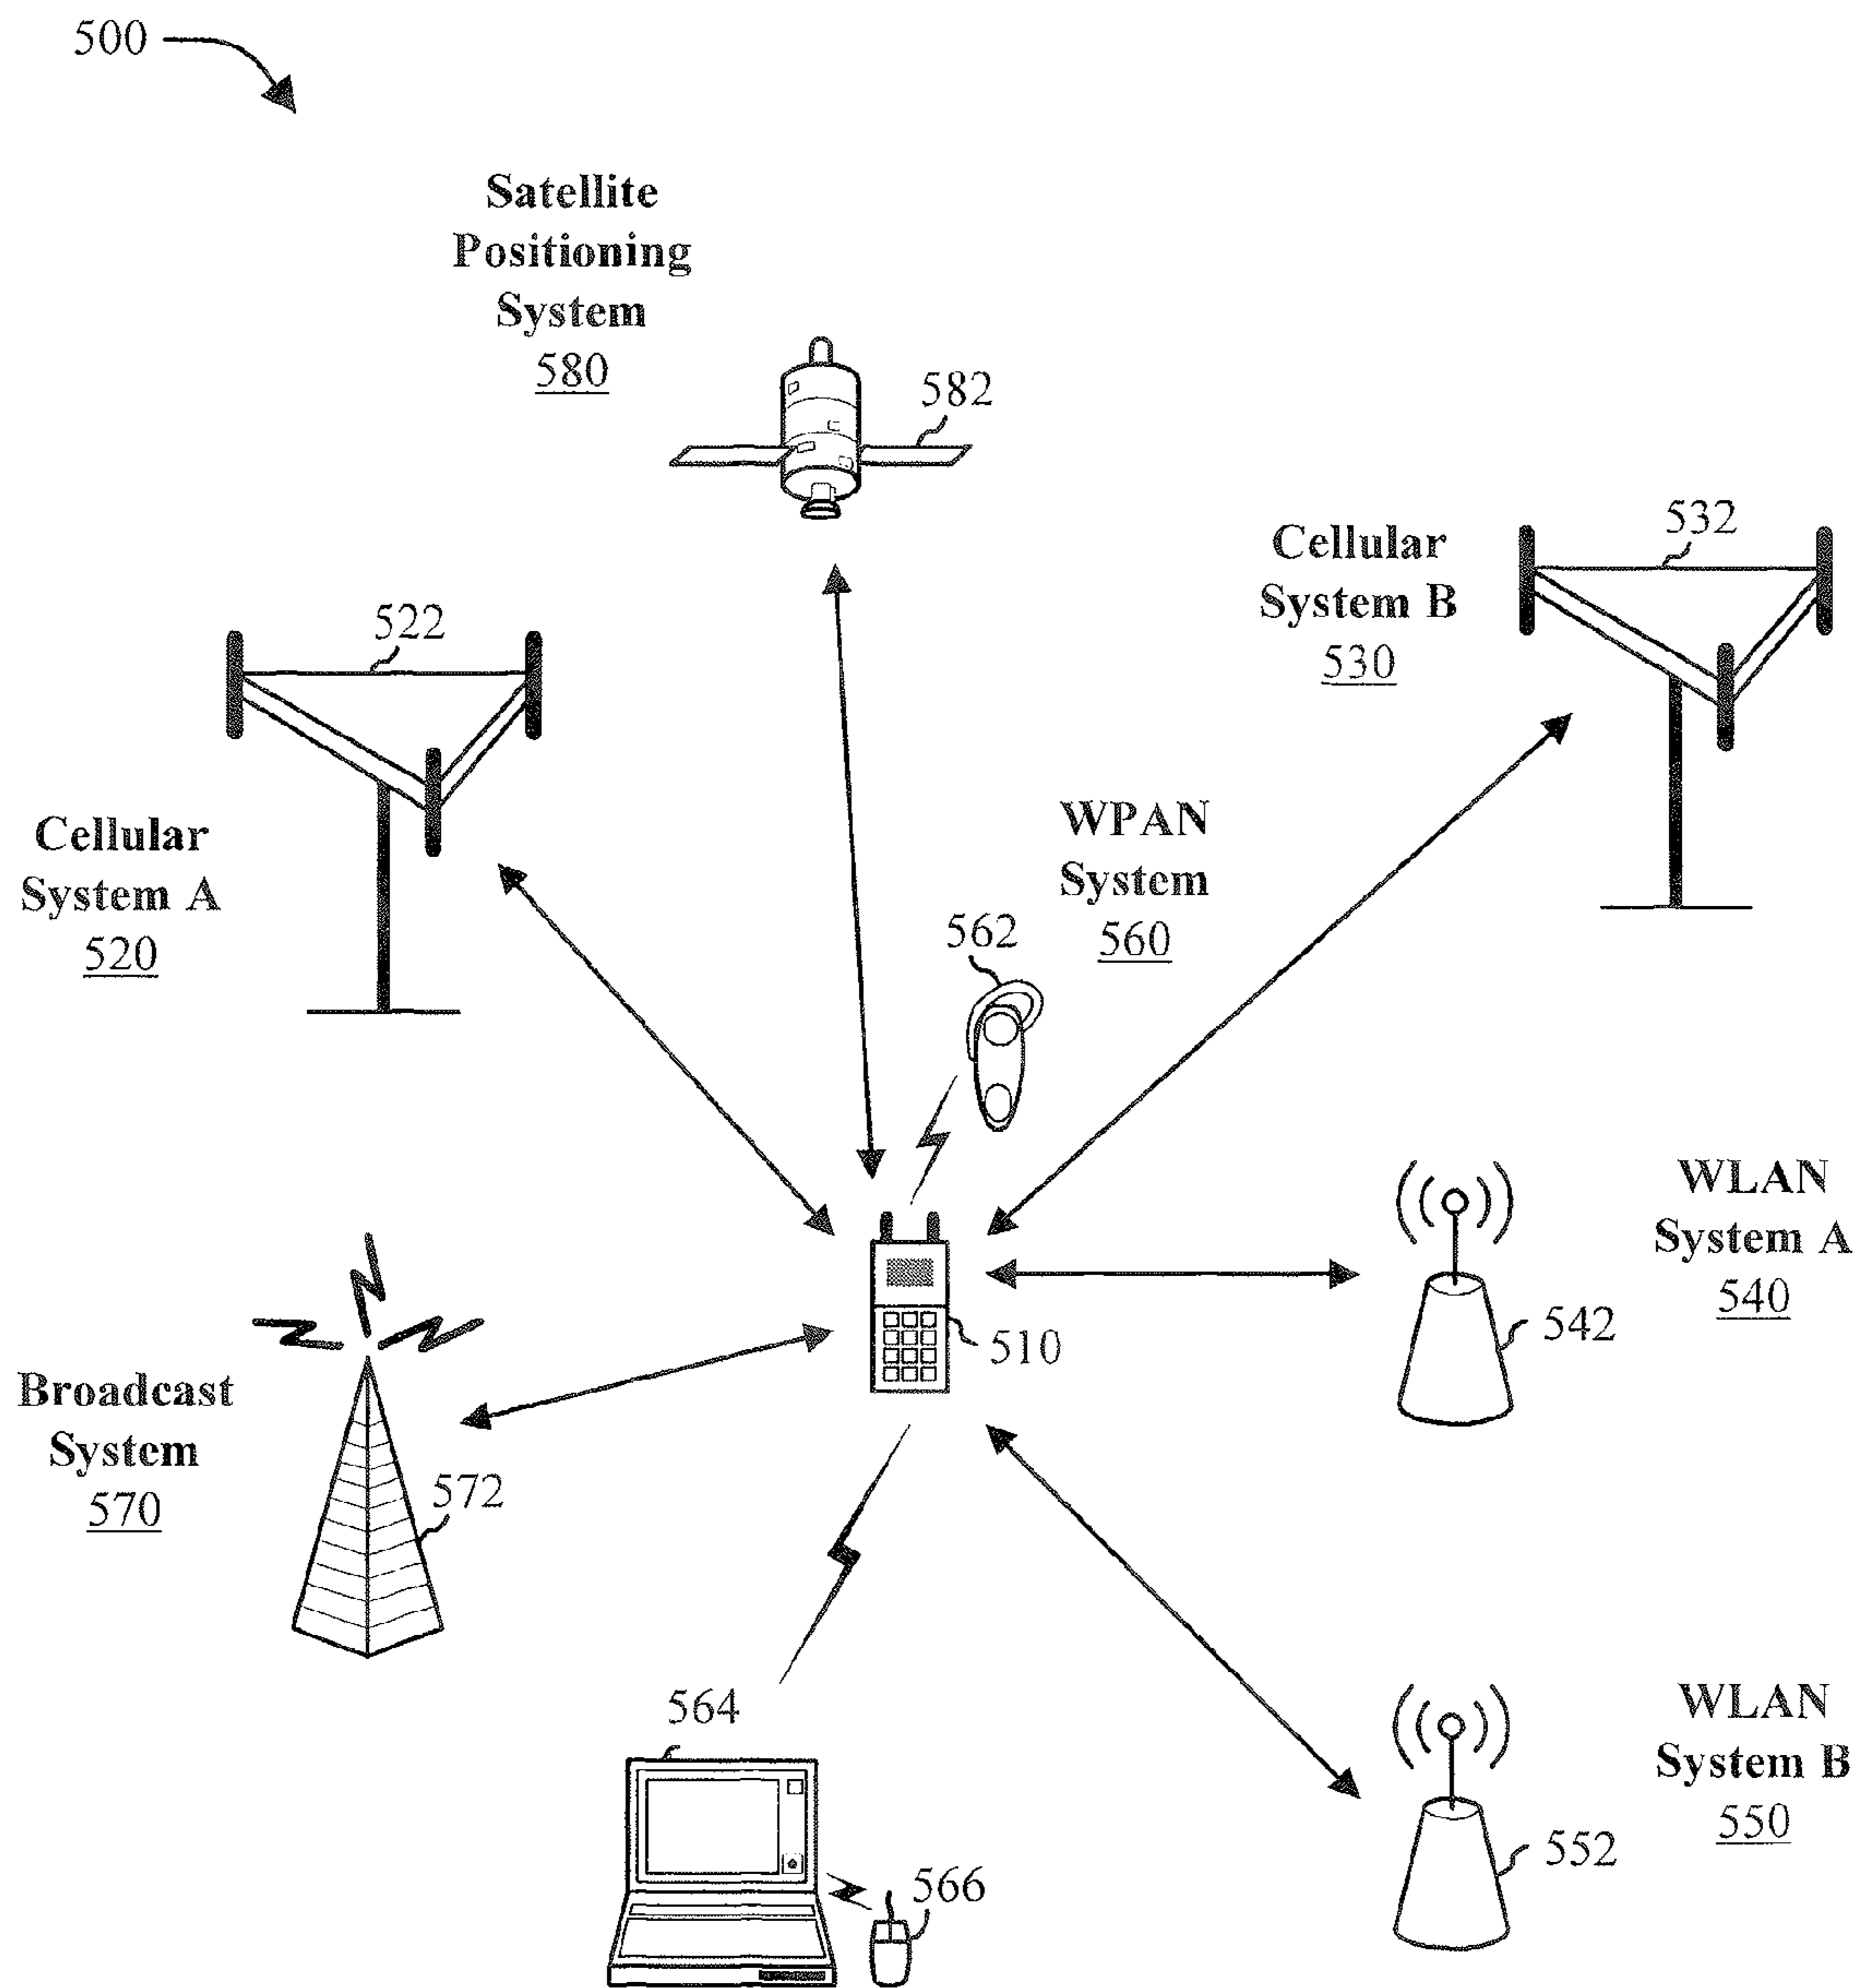 500
Satellite
Positioning
System
580
582
Cellular
System B
530
532
522
Cellular
System A
520
WPAN
System
560
562
WLAN
System A
540
542
510
Broadcast
System
570
572
564
566
WLAN
System B
550
552